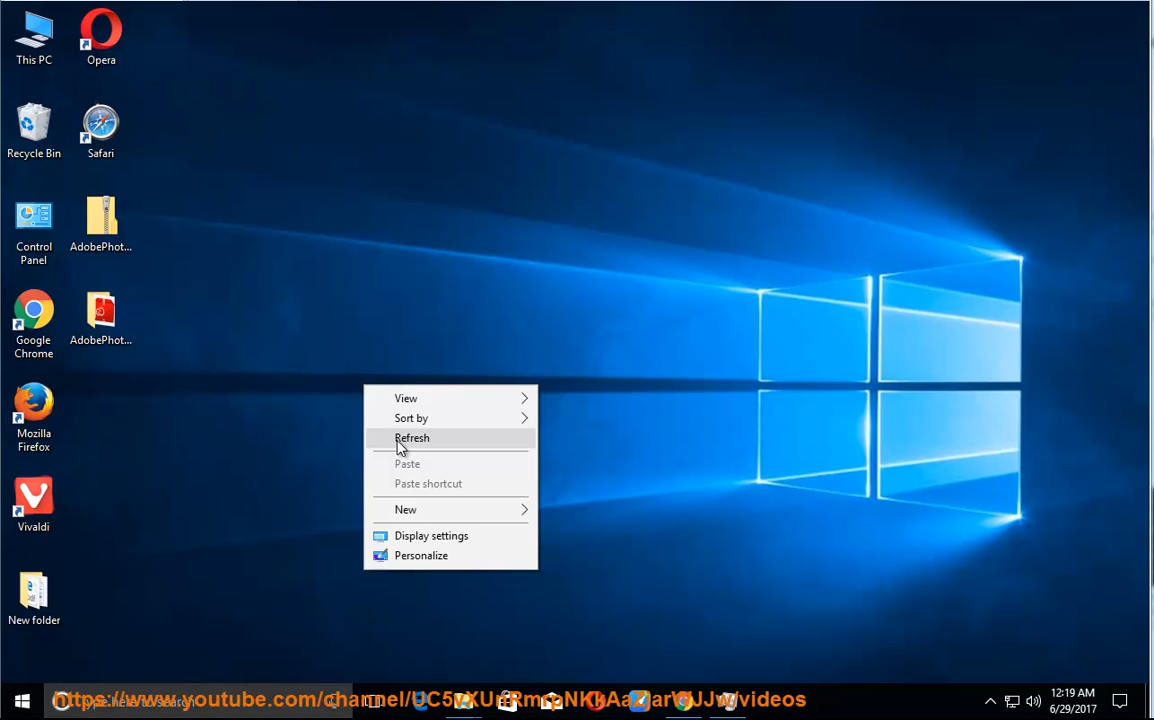 This PC
Opera
Recycle Bin
Safari
Control
Panel
AdobePhot...
Google
Chrome
AdobePhot...
Mozilla
Firefox
Vivaldi
New folder
View
Sort by
Refresh
Paste
Paste shortcut
New
Display settings
Personalize
12:19 AM
6/29/2017